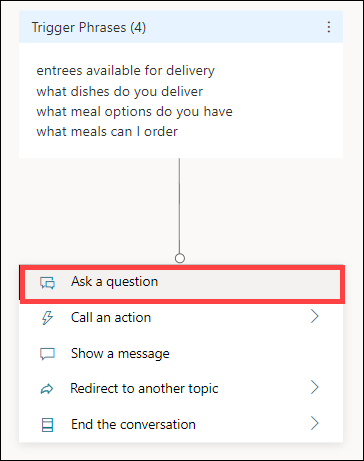 Trigger Phrases (4)
entrees available for delivery
what dishes do you deliver
what meal options do you have
what meals can I order
Ask a question
Call an action
Show a message
Redirect to another topic
End the conversation